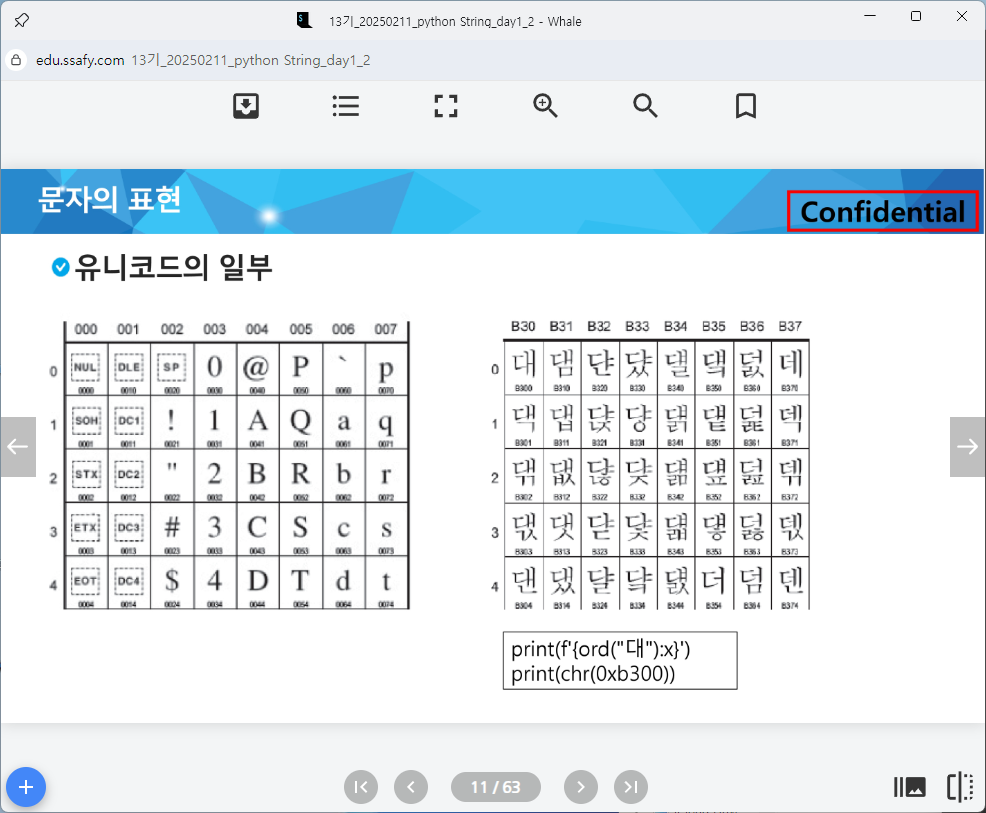 13기_20250211_python String_day1_2 - Whale
edu.ssafy.com 13기_20250211_python String_day1_2
문자의 표현
Confidential
유니코드의 일부
000 001 002 003 004 005 006 007
0 NUL DLE SP 0 @ P ` p
0000 0010 0020 0030 0040 0050 0060 0070
1 SOH DC1 ! 1 A Q a q
0001 0011 0021 0031 0041 0051 0061 0071
2 STX DC2 " 2 B R b r
0002 0012 0022 0032 0042 0052 0062 0072
3 ETX DC3 # 3 C S c s
0003 0013 0023 0033 0043 0053 0063 0073
4 EOT DC4 $ 4 D T d t
0004 0014 0024 0034 0044 0054 0064 0074
B30 B31 B32 B33 B34 B35 B36 B37
0 대 댐 댠 댰 덀 덐 덠 데
B300 B310 B320 B330 B340 B350 B360 B370
1 댁 댑 댡 댱 덁 덑 덡 덱
B301 B311 B321 B331 B341 B351 B361 B371
2 댂 댒 댢 댲 덂 덒 덢 덲
B302 B312 B322 B332 B342 B352 B362 B372
3 댃 댓 댣 댳 덃 덓 덣 덳
B303 B313 B323 B333 B343 B353 B363 B373
4 댄 댔 댤 댴 덄 더 덤 덴
B304 B314 B324 B334 B344 B354 B364 B374
print(f'{ord("대"):x}')
print(chr(0xb300))
11 / 63